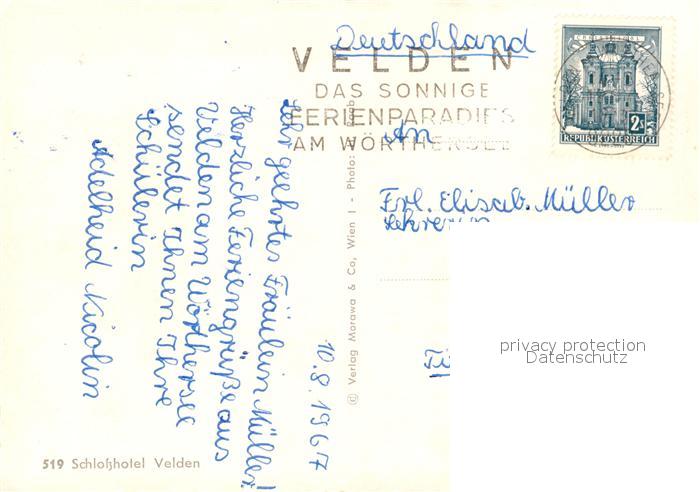 Deutschland
VELDEN
DAS SONNIGE
FERIENPARADIES
AM WÖRTHERSEE
2S
REPUBLIK ÖSTERREICH
An
Frl. Elisab. Müller
10.8.1967
Sehr geehrtes Fräulein Müller!
Herzliche Feriengrüße aus
Velden am Wörthersee
sendet Ihnen Ihre
Schülerin
Adelheid Nicolin
© Verlag Morawa & Co, Wien I - Photo:
privacy protection
Datenschutz
519 Schloßhotel Velden